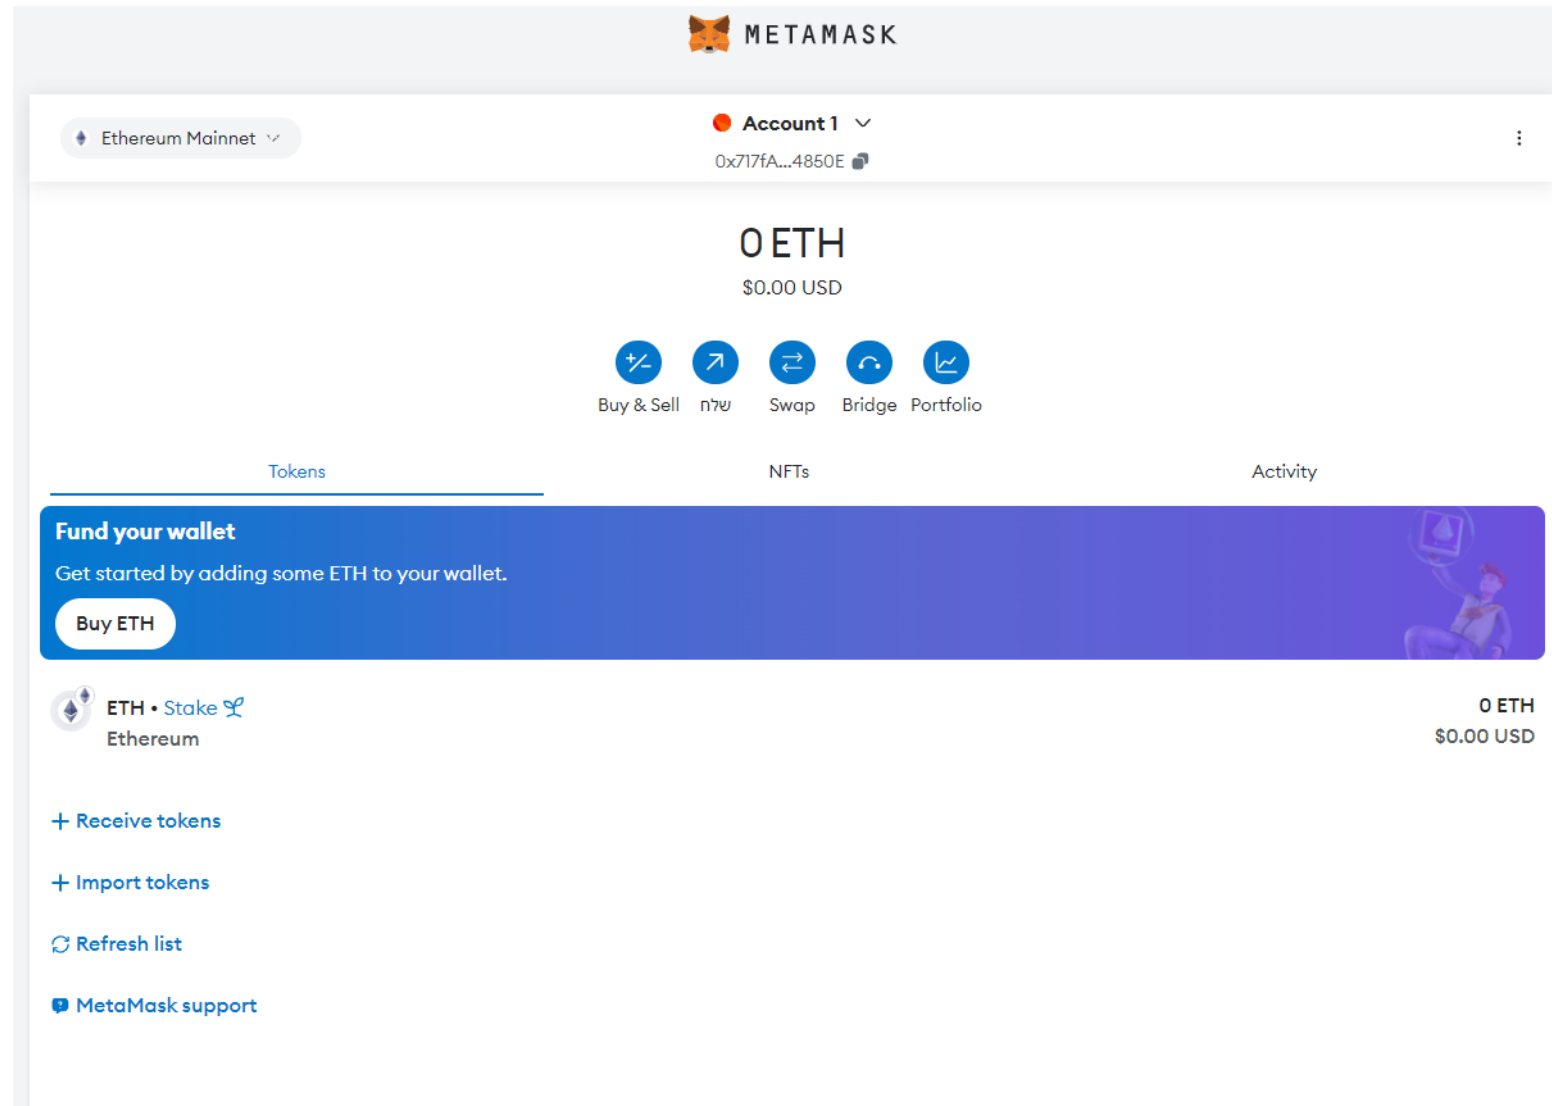 METAMASK
Ethereum Mainnet
Account 1
0x717fA...4850E
0 ETH
$0.00 USD
Buy & Sell
שלח
Swap
Bridge
Portfolio
Tokens
NFTs
Activity
Fund your wallet
Get started by adding some ETH to your wallet.
Buy ETH
ETH • Stake
0 ETH
Ethereum
$0.00 USD
+ Receive tokens
+ Import tokens
Refresh list
MetaMask support